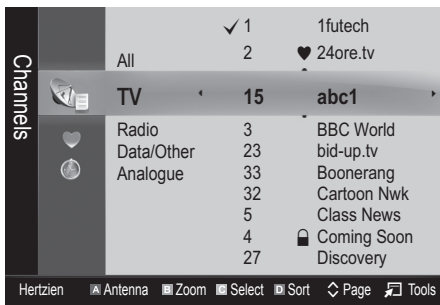 Channels
1 1futech
All 2 24ore.tv
TV 15 abc1
Radio 3 BBC World
Data/Other 23 bid-up.tv
Analogue 33 Boonerang
32 Cartoon Nwk
5 Class News
4 Coming Soon
27 Discovery
Hertzien A Antenna B Zoom C Select D Sort Page Tools